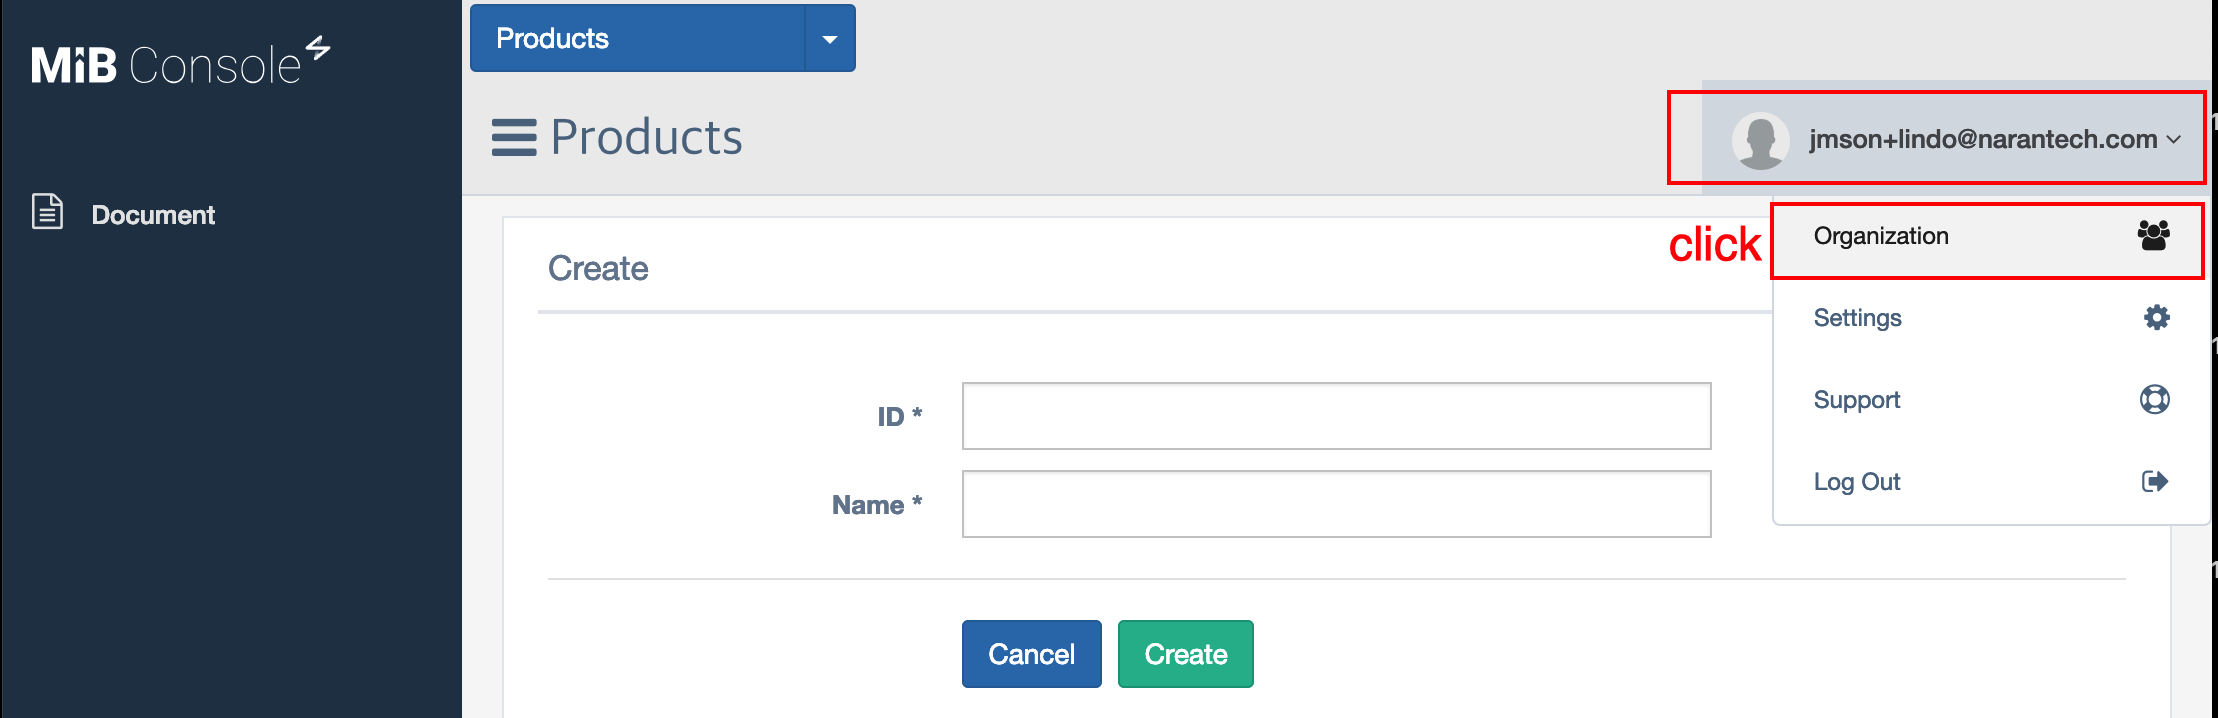 MiB Console
Products
Products
jmson+lindo@narantech.com
Document
click
Organization
Create
Settings
Support
ID *
Name *
Log Out
Cancel
Create